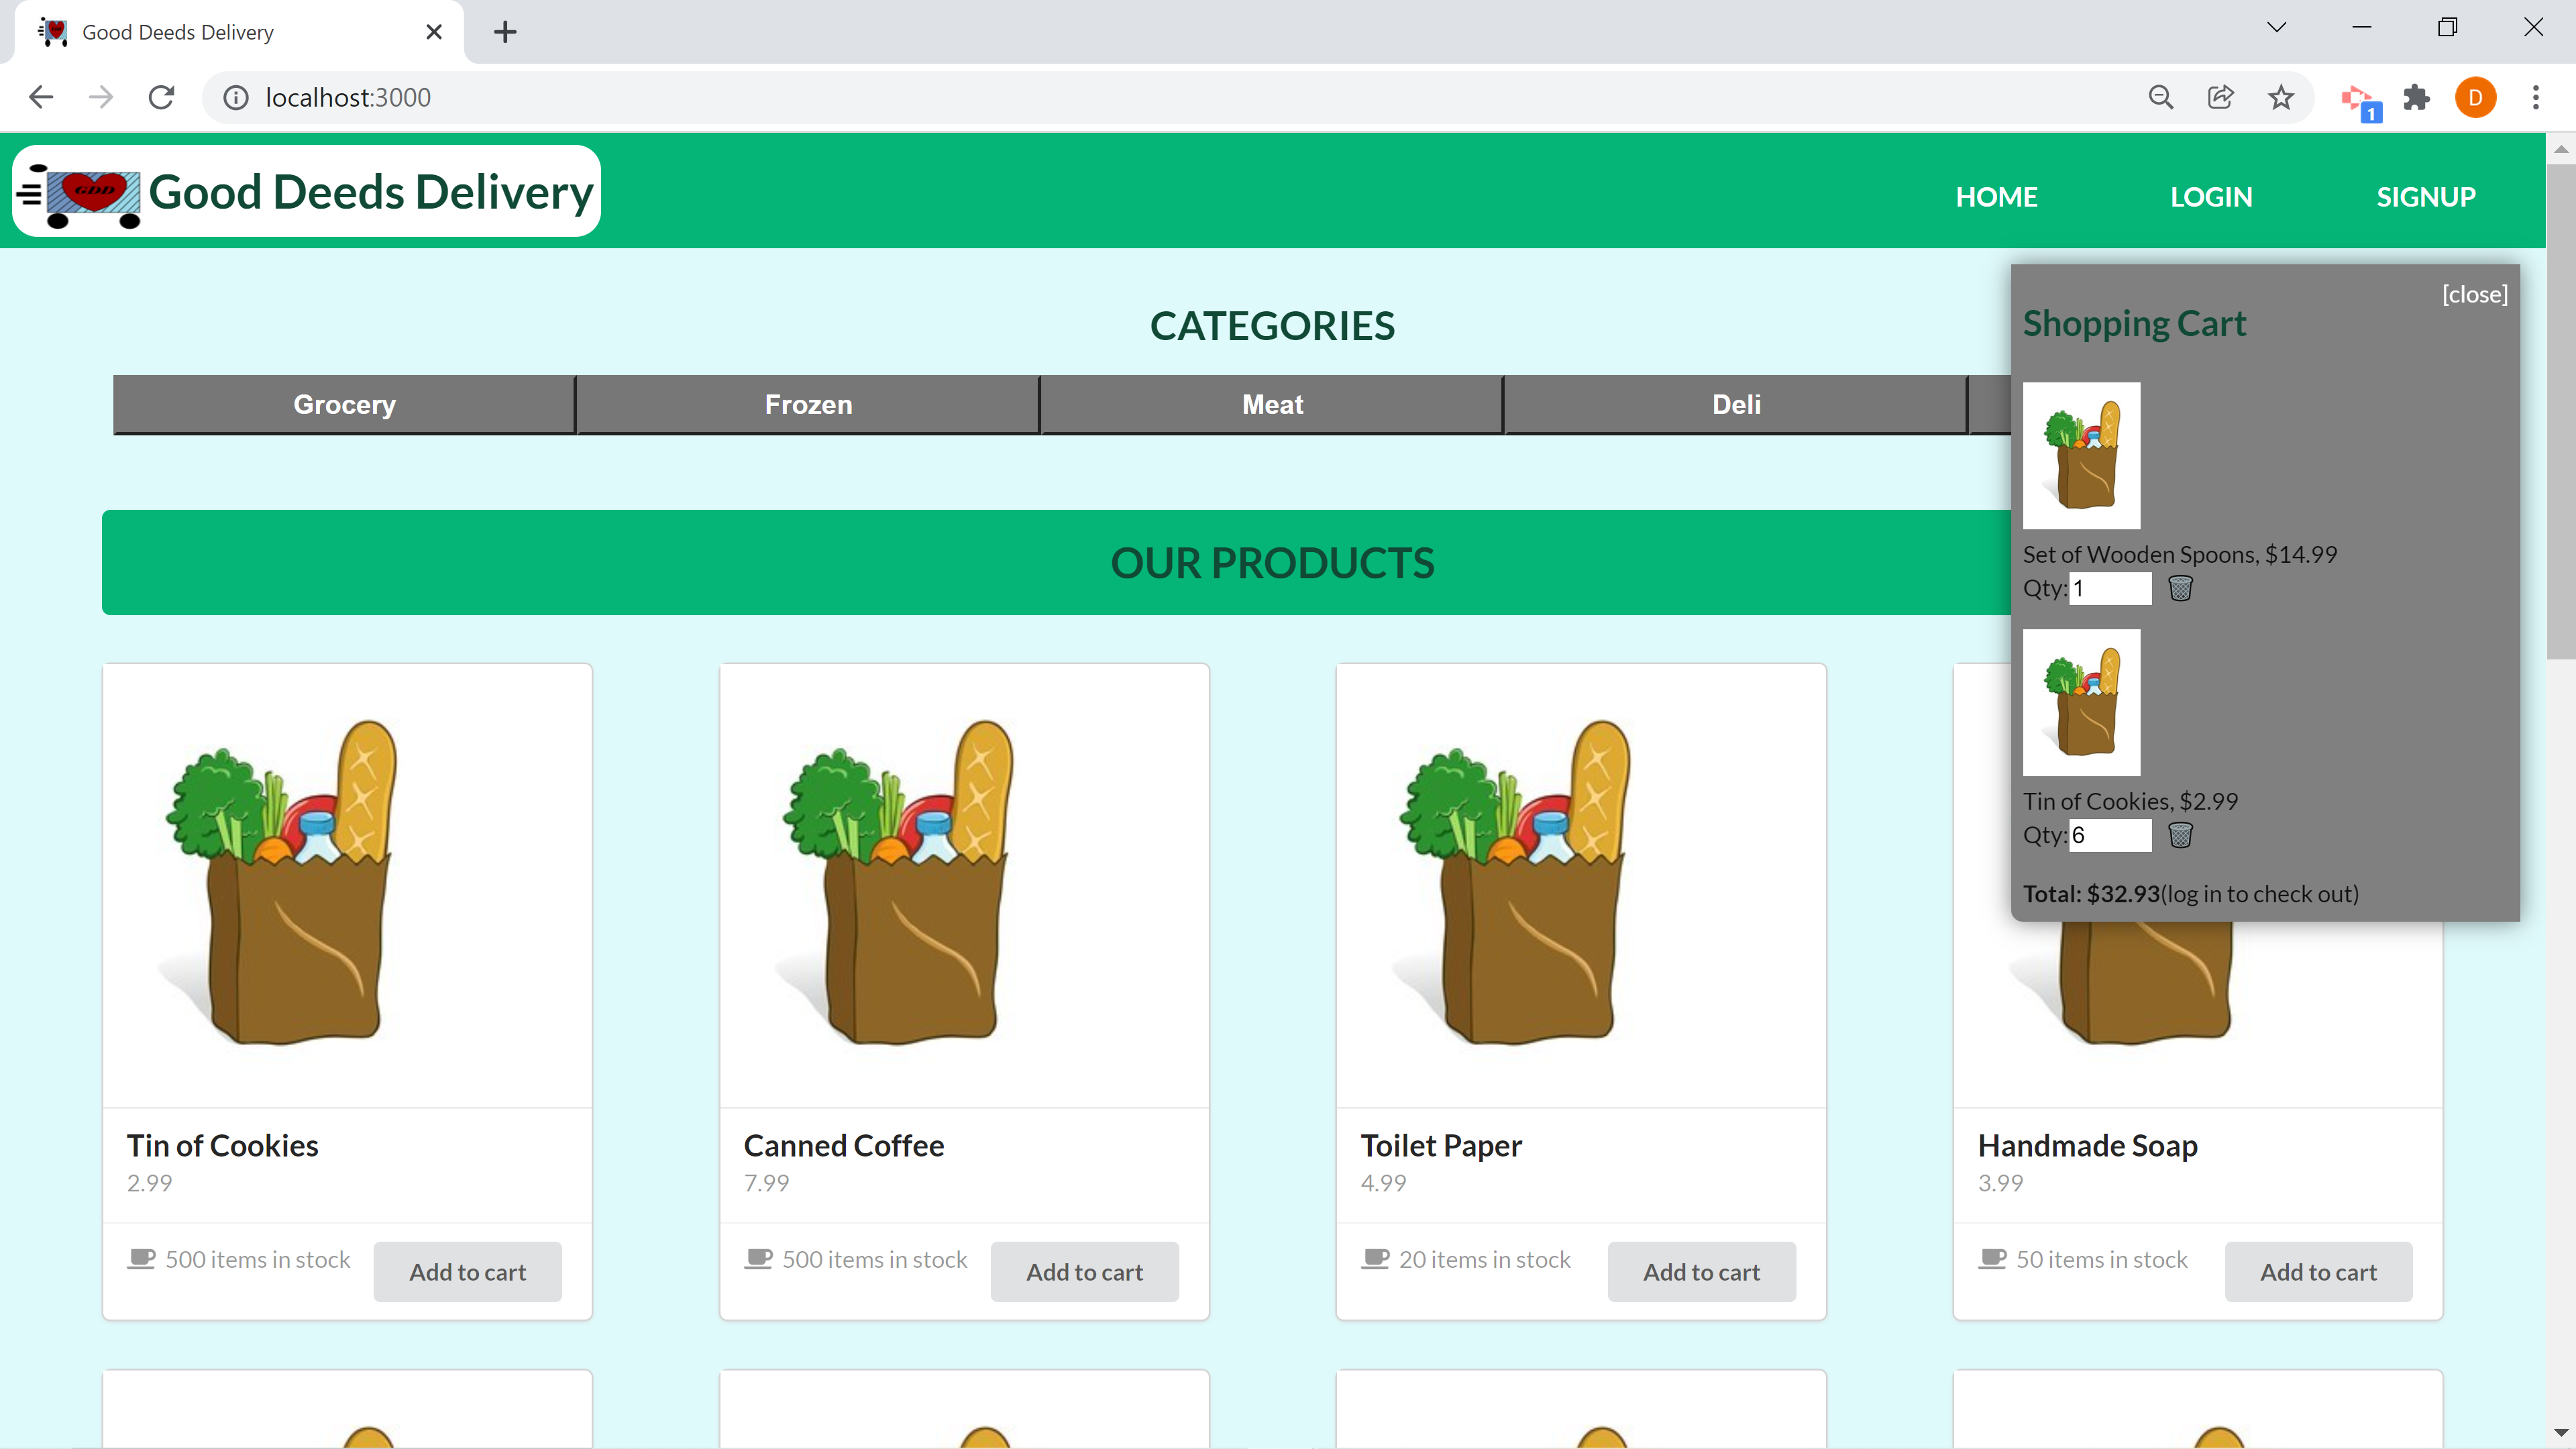 Good Deeds Delivery
localhost:3000
1
D
GDD
Good Deeds Delivery
HOME
LOGIN
SIGNUP
[close]
Shopping Cart
CATEGORIES
Grocery
Frozen
Meat
Deli
Set of Wooden Spoons, $14.99
Qty: 1
OUR PRODUCTS
Tin of Cookies, $2.99
Qty: 6
Total: $32.93(log in to check out)
Tin of Cookies
2.99
500 items in stock
Add to cart
Canned Coffee
7.99
500 items in stock
Add to cart
Toilet Paper
4.99
20 items in stock
Add to cart
Handmade Soap
3.99
50 items in stock
Add to cart